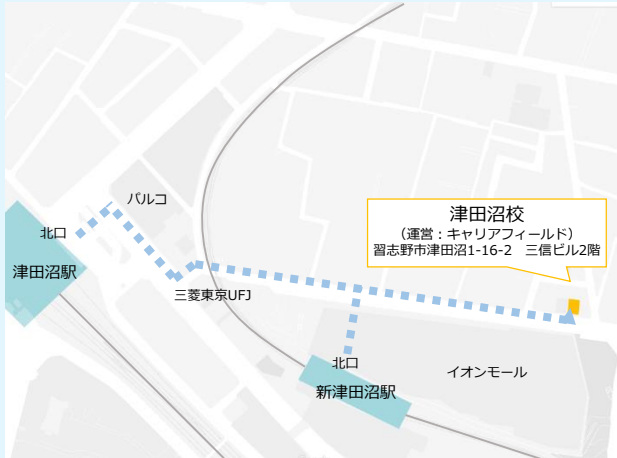 パルコ
北口
津田沼駅
三菱東京UFJ
津田沼校
（運営：キャリアフィールド）
習志野市津田沼1-16-2　三信ビル2階
北口
新津田沼駅
イオンモール